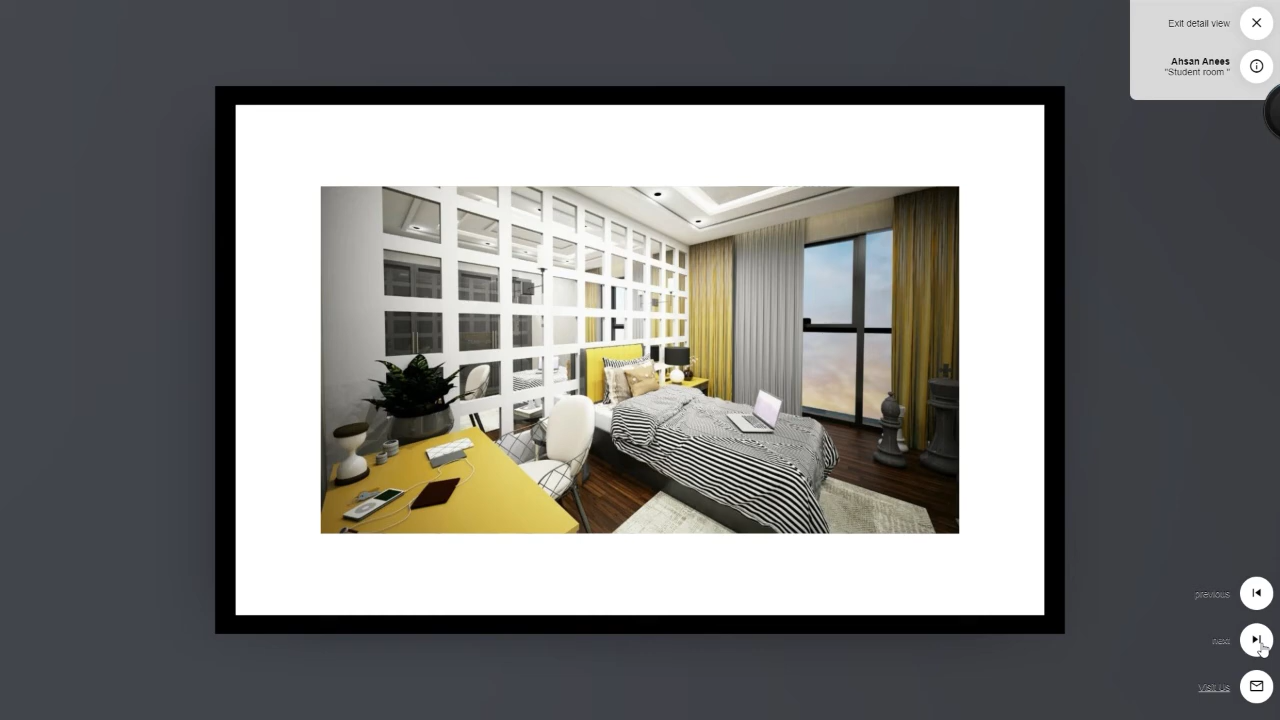 Exit detail view
Ahsan Anees
"Student room "
previous
next
Visit Us